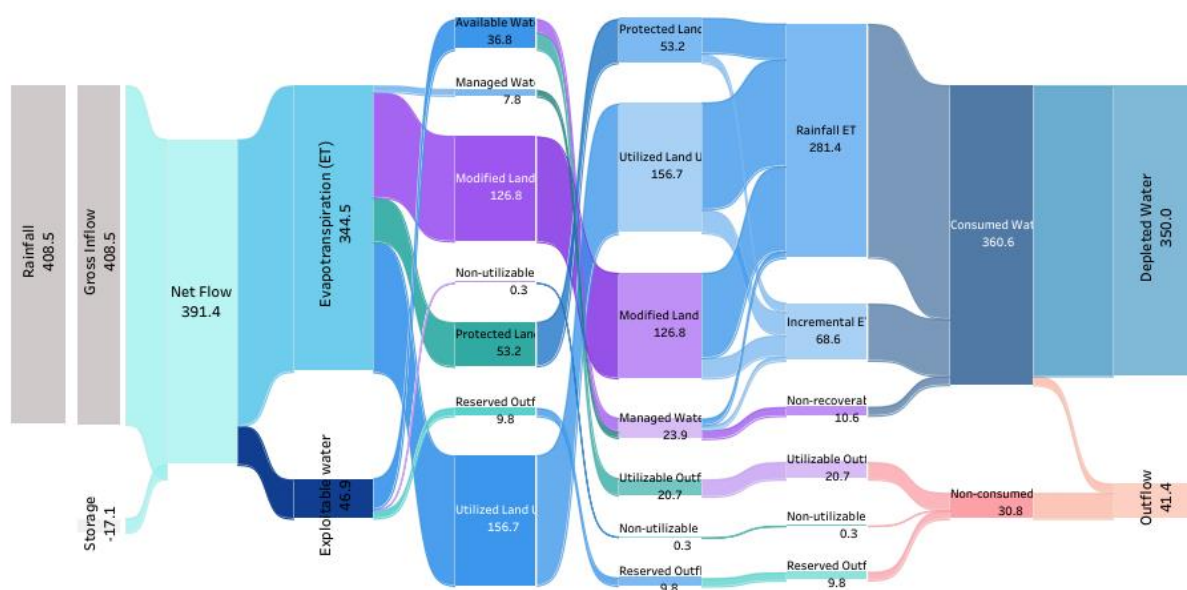 Rainfall
408.5
Gross Inflow
408.5
Storage
-17.1
Net Flow
391.4
Evapotranspiration (ET)
344.5
Exploitable water
46.9
Available Wat
36.8
Managed Wate
7.8
Modified Land
126.8
Non-utilizable
0.3
Protected Land
53.2
Reserved Outf
9.8
Utilized Land U
156.7
Protected Land
53.2
Utilized Land U
156.7
Modified Land
126.8
Managed Wate
23.9
Utilizable Outf
20.7
Non-utilizable
0.3
Reserved Outfl
9.8
Rainfall ET
281.4
Incremental ET
68.6
Non-recoverab
10.6
Utilizable Outf
20.7
Non-utilizable
0.3
Reserved Outf
9.8
Consumed Wat
360.6
Non-consumed
30.8
Depleted Water
350.0
Outflow
41.4